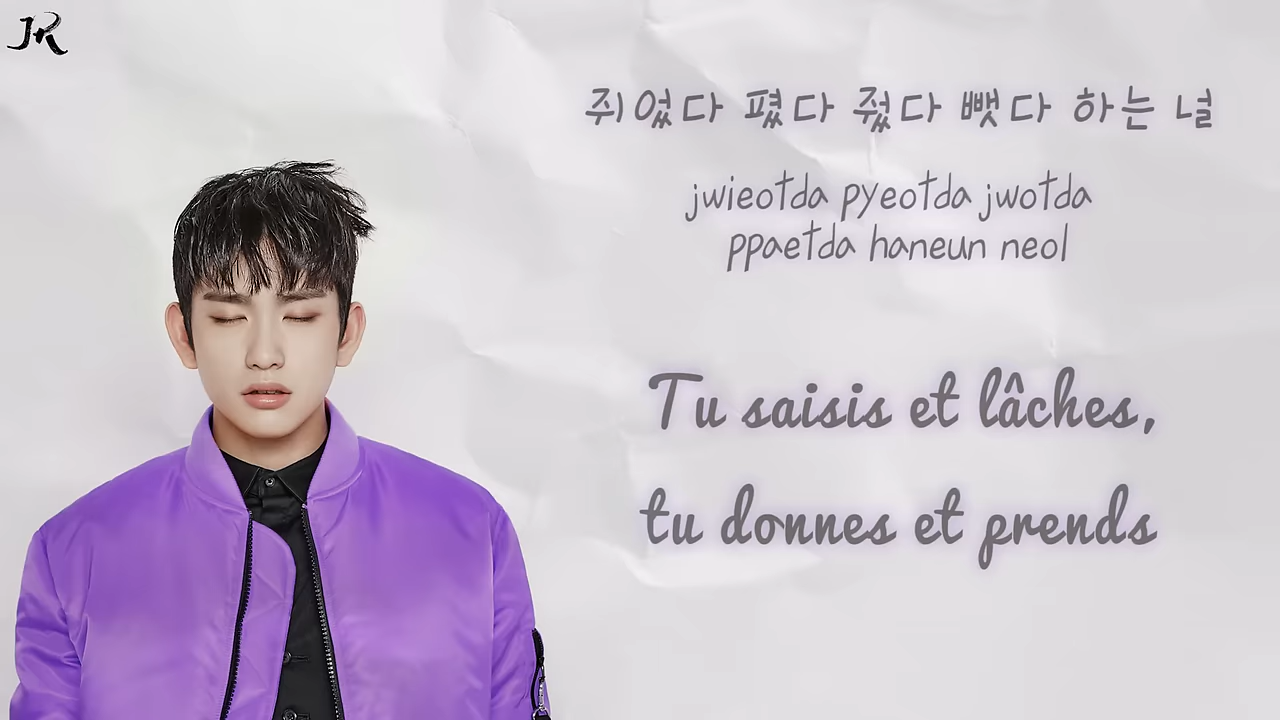 JR
쥐었다 폈다 줬다 뺏다 하는 널
jwieotda pyeotda jwotda
ppaetda haneun neol
Tu saisis et lâches,
tu donnes et prends